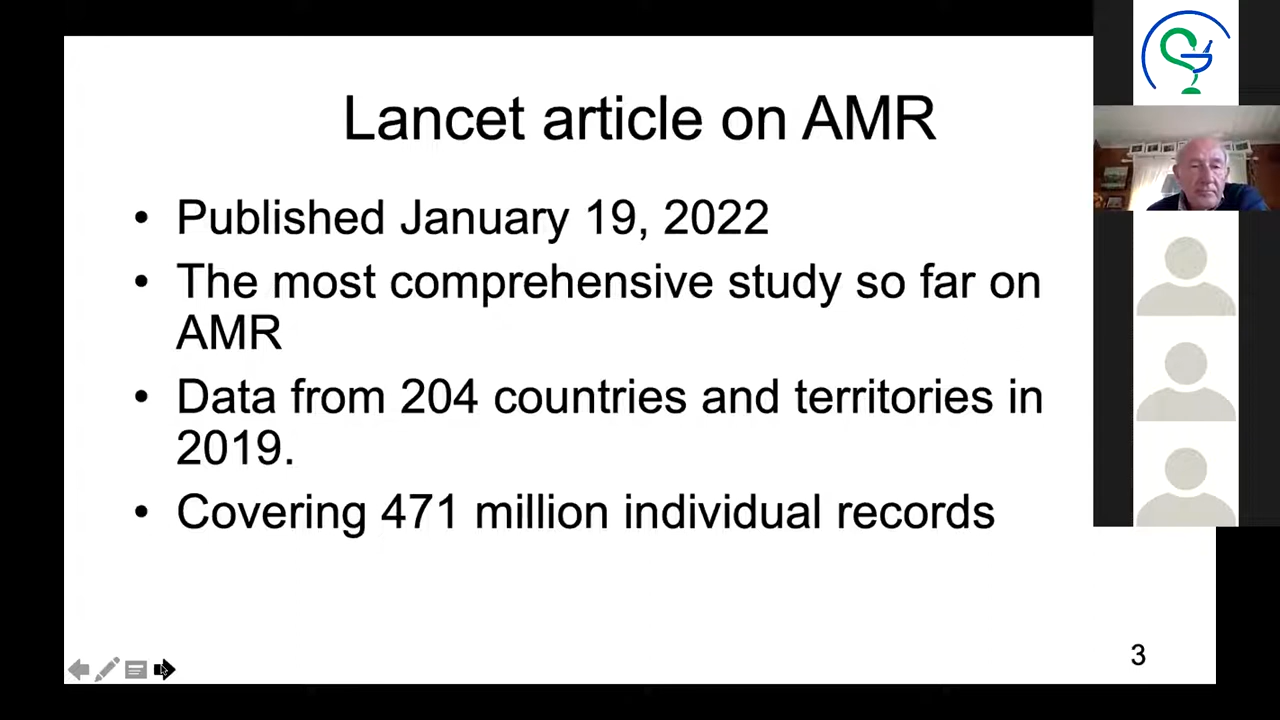 Lancet article on AMR
• Published January 19, 2022
• The most comprehensive study so far on
AMR
• Data from 204 countries and territories in
2019.
• Covering 471 million individual records
3